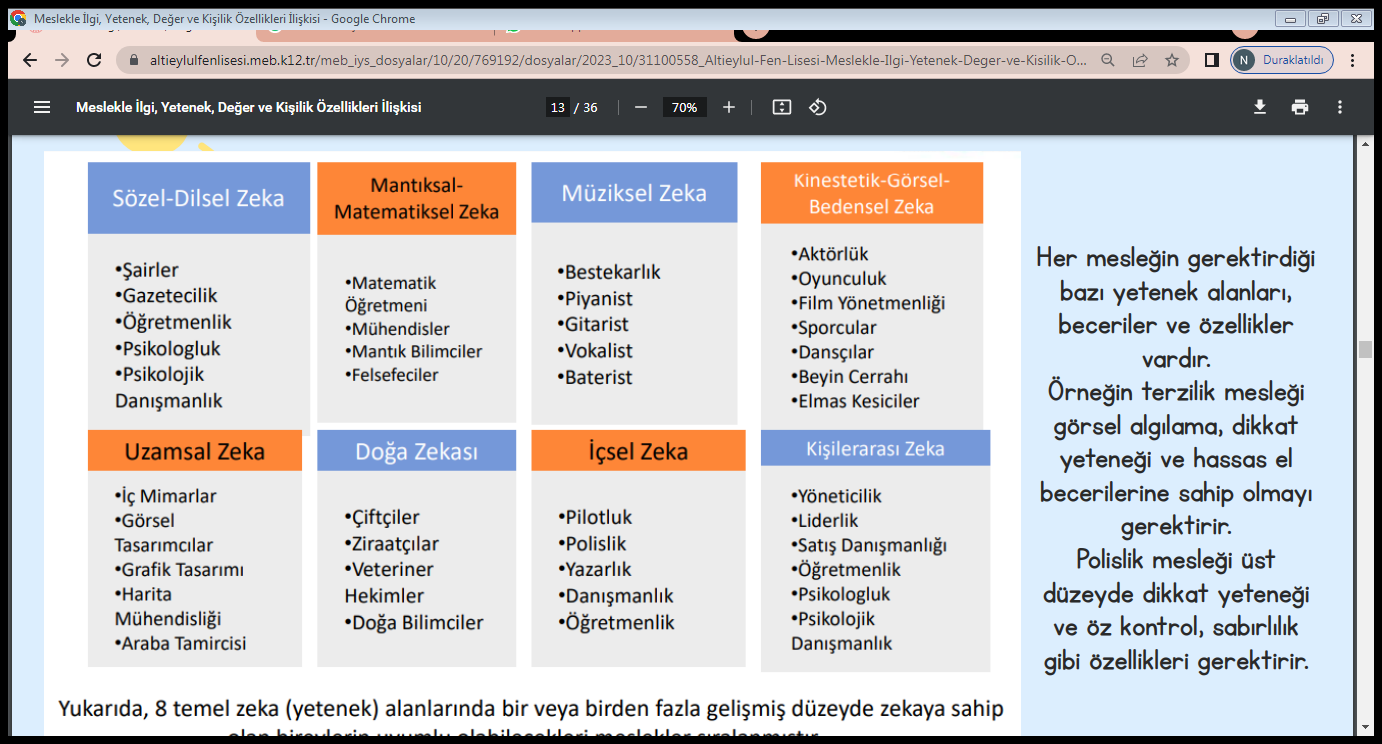 Meslekle İlgi, Yetenek, Değer ve Kişilik Özellikleri İlişkisi - Google Chrome
altieylulfenlisesi.meb.k12.tr/meb_iys_dosyalar/10/20/769192/dosyalar/2023_10/31100558_Altieylul-Fen-Lisesi-Meslekle-Ilgi-Yetenek-Deger-ve-Kisilik-O...
N Duraklatıldı
Meslekle İlgi, Yetenek, Değer ve Kişilik Özellikleri İlişkisi
13 / 36
70%
Sözel-Dilsel Zeka
•Şairler
•Gazetecilik
•Öğretmenlik
•Psikologluk
•Psikolojik
Danışmanlık
Mantıksal-
Matematiksel Zeka
•Matematik
Öğretmeni
•Mühendisler
•Mantık Bilimciler
•Felsefeciler
Müziksel Zeka
•Bestekarlık
•Piyanist
•Gitarist
•Vokalist
•Baterist
Kinestetik-Görsel-
Bedensel Zeka
•Aktörlük
•Oyunculuk
•Film Yönetmenliği
•Sporcular
•Dansçılar
•Beyin Cerrahı
•Elmas Kesiciler
Uzamsal Zeka
•İç Mimarlar
•Görsel
Tasarımcılar
•Grafik Tasarımı
•Harita
Mühendisliği
•Araba Tamircisi
Doğa Zekası
•Çiftçiler
•Ziraatçılar
•Veteriner
Hekimler
•Doğa Bilimciler
İçsel Zeka
•Pilotluk
•Polislik
•Yazarlık
•Danışmanlık
•Öğretmenlik
Kişilerarası Zeka
•Yöneticilik
•Liderlik
•Satış Danışmanlığı
•Öğretmenlik
•Psikologluk
•Psikolojik
Danışmanlık
Her mesleğin gerektirdiği
bazı yetenek alanları,
beceriler ve özellikler
vardır.
Örneğin terzilik mesleği
görsel algılama, dikkat
yeteneği ve hassas el
becerilerine sahip olmayı
gerektirir.
Polislik mesleği üst
düzeyde dikkat yeteneği
ve öz kontrol, sabırlılık
gibi özellikleri gerektirir.
Yukarıda, 8 temel zeka (yetenek) alanlarında bir veya birden fazla gelişmiş düzeyde zekaya sahip
olan bireylerin uyumlu olabilecekleri meslekler sıralanmıştır.